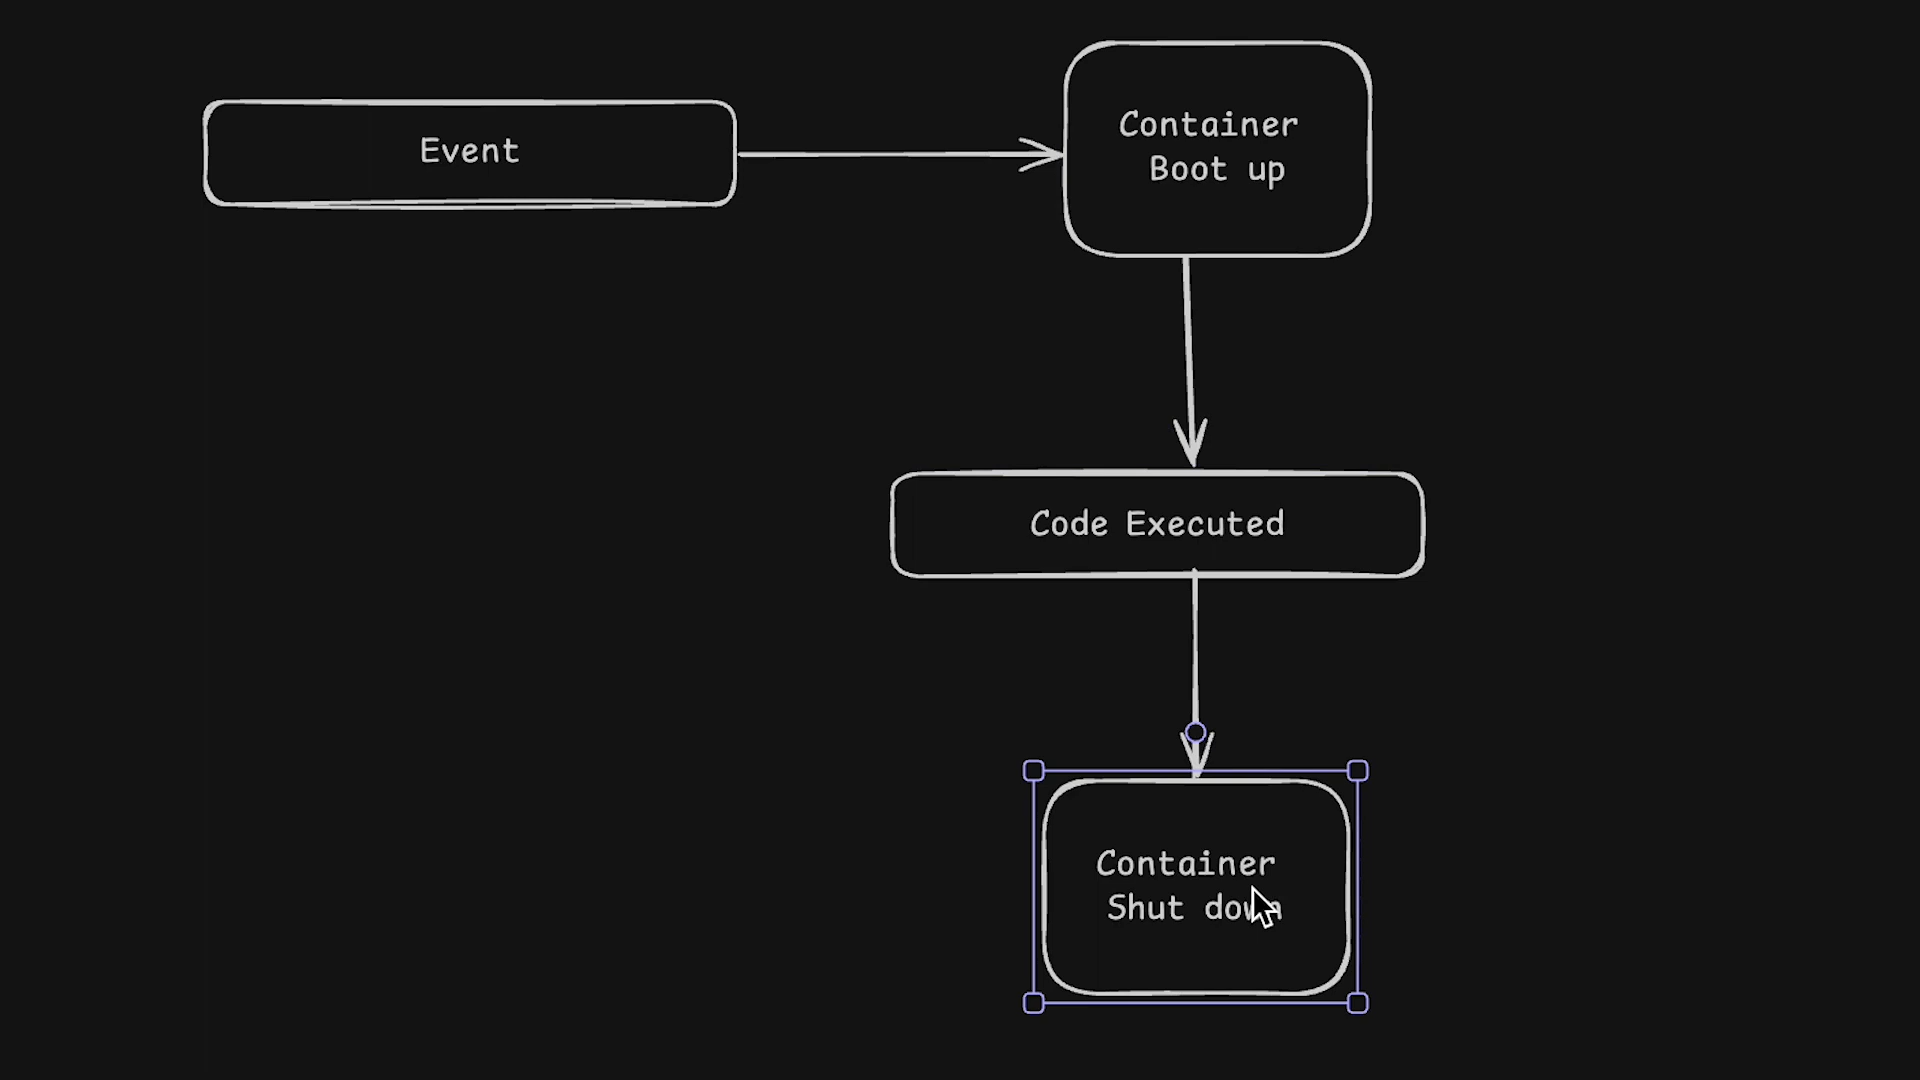 Event
Container
Boot up
Code Executed
Container
Shut down